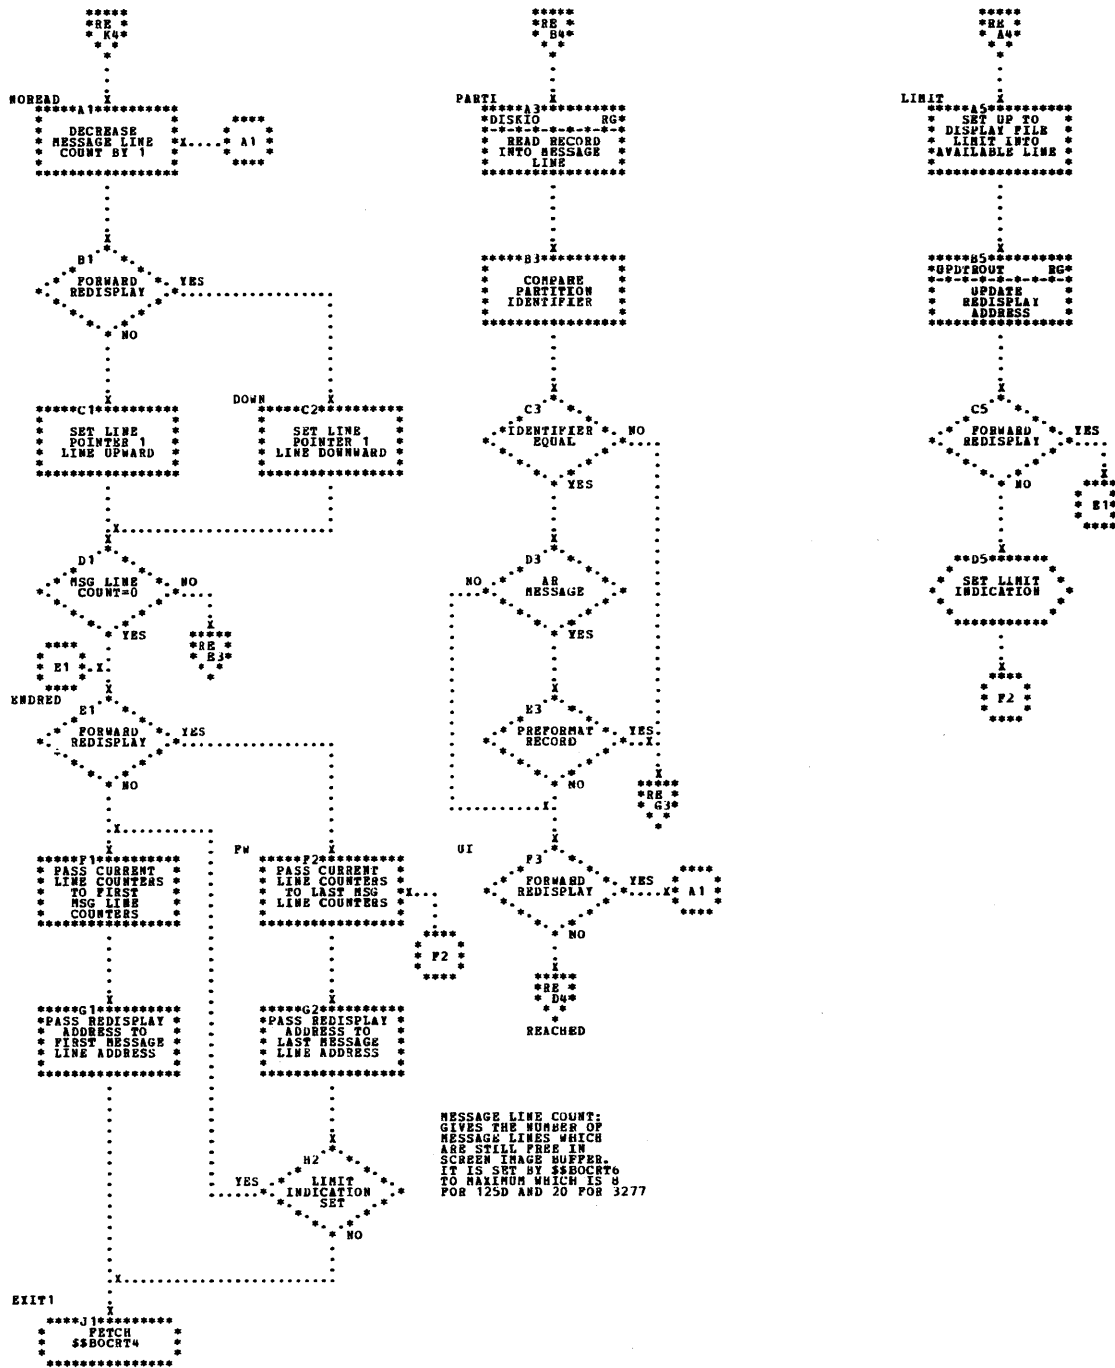 RE
K4
NOREAD
A1
DECREASE
MESSAGE LINE
COUNT BY 1
A1
B1
FORWARD
REDISPLAY
YES
NO
C1
SET LINE
POINTER 1
LINE UPWARD
DOWN
C2
SET LINE
POINTER 1
LINE DOWNWARD
D1
MSG LINE
COUNT=0
NO
YES
RE
E3
E1
ENDRED
E1
FORWARD
REDISPLAY
YES
NO
F1
PASS CURRENT
LINE COUNTERS
TO FIRST
MSG LINE
COUNTERS
FW
F2
PASS CURRENT
LINE COUNTERS
TO LAST MSG
LINE COUNTERS
F2
G1
PASS REDISPLAY
ADDRESS TO
FIRST MESSAGE
LINE ADDRESS
G2
PASS REDISPLAY
ADDRESS TO
LAST MESSAGE
LINE ADDRESS
H2
LIMIT
INDICATION
SET
YES
NO
EXIT1
J1
FETCH
$$BOCRT4
RE
B4
PARTI
A3
DISKIO RG
READ RECORD
INTO MESSAGE
LINE
B3
COMPARE
PARTITION
IDENTIFIER
C3
IDENTIFIER
EQUAL
NO
YES
D3
AR
MESSAGE
NO
YES
E3
PREFORMAT
RECORD
YES
NO
RE
G3
UI
F3
FORWARD
REDISPLAY
YES
A1
NO
RE
D4
REACHED
MESSAGE LINE COUNT:
GIVES THE NUMBER OF
MESSAGE LINES WHICH
ARE STILL FREE IN
SCREEN IMAGE BUFFER.
IT IS SET BY $$BOCRT6
TO MAXIMUM WHICH IS 8
FOR 125D AND 20 FOR 3277
RE
A4
LIMIT
A5
SET UP TO
DISPLAY FILE
LIMIT INTO
AVAILABLE LINE
B5
UPDTROUT RG
UPDATE
REDISPLAY
ADDRESS
C5
FORWARD
REDISPLAY
YES
E1
NO
D5
SET LIMIT
INDICATION
F2